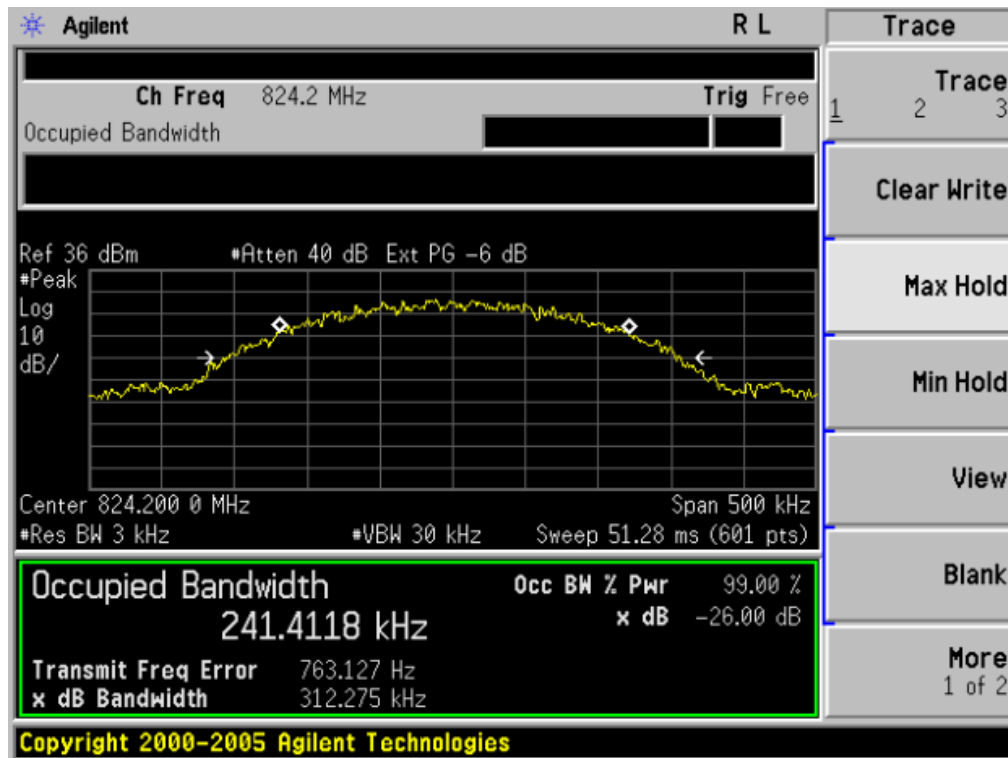 Agilent R L Trace
Ch Freq 824.2 MHz Trig Free
Occupied Bandwidth
Trace
1 2 3
Clear Write
Max Hold
Min Hold
View
Blank
More
1 of 2
Ref 36 dBm #Atten 40 dB Ext PG -6 dB
#Peak
Log
10
dB/
Center 824.200 0 MHz Span 500 kHz
#Res BW 3 kHz #VBW 30 kHz Sweep 51.28 ms (601 pts)
Occupied Bandwidth Occ BW % Pwr 99.00 %
241.4118 kHz x dB -26.00 dB
Transmit Freq Error 763.127 Hz
x dB Bandwidth 312.275 kHz
Copyright 2000-2005 Agilent Technologies